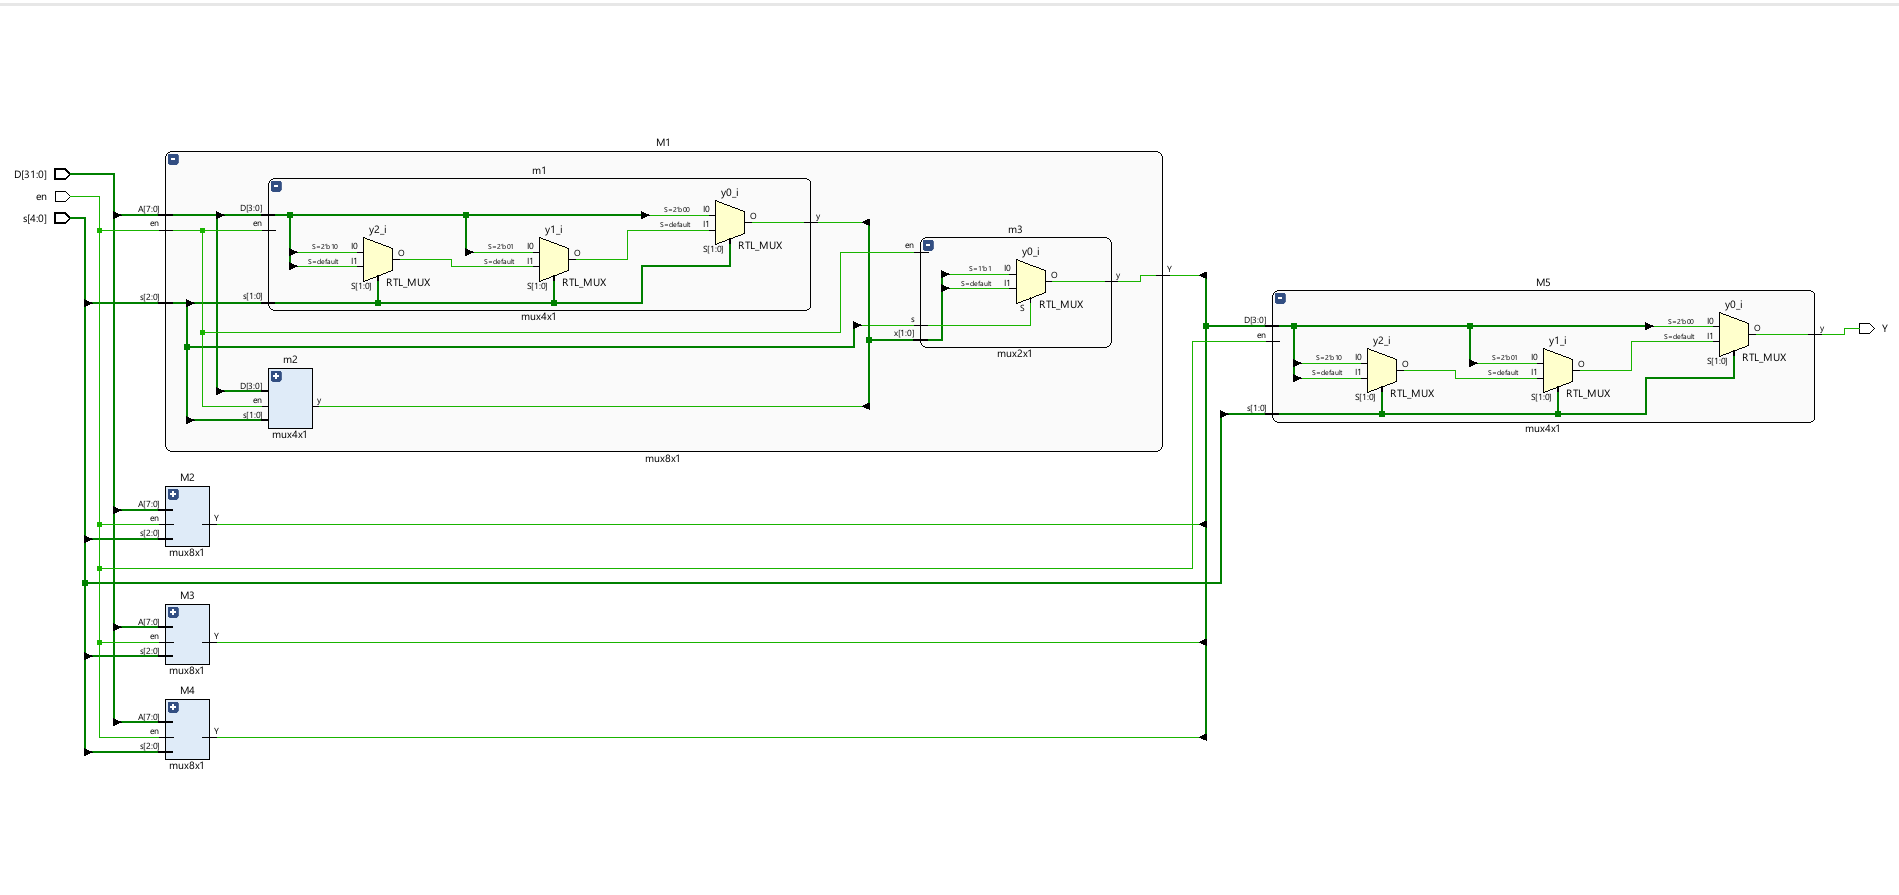 M1
m1
D[31:0]
en
s[4:0]
A[7:0]
en
s[2:0]
D[3:0]
en
s[1:0]
y2_i
S=2'b10
I0
S=default
I1
O
S[1:0]
RTL_MUX
y1_i
S=2'b01
I0
S=default
I1
O
S[1:0]
RTL_MUX
y0_i
S=2'b00
I0
S=default
I1
O
S[1:0]
RTL_MUX
y
mux4x1
m2
D[3:0]
en
s[1:0]
y
mux4x1
m3
en
s
x[1:0]
y0_i
S=1'b1
I0
S=default
I1
O
S
RTL_MUX
y
mux2x1
Y
mux8x1
M2
A[7:0]
en
s[2:0]
Y
mux8x1
M3
A[7:0]
en
s[2:0]
Y
mux8x1
M4
A[7:0]
en
s[2:0]
Y
mux8x1
M5
D[3:0]
en
s[1:0]
y2_i
S=2'b10
I0
S=default
I1
O
S[1:0]
RTL_MUX
y1_i
S=2'b01
I0
S=default
I1
O
S[1:0]
RTL_MUX
y0_i
S=2'b00
I0
S=default
I1
O
S[1:0]
RTL_MUX
y
mux4x1
Y